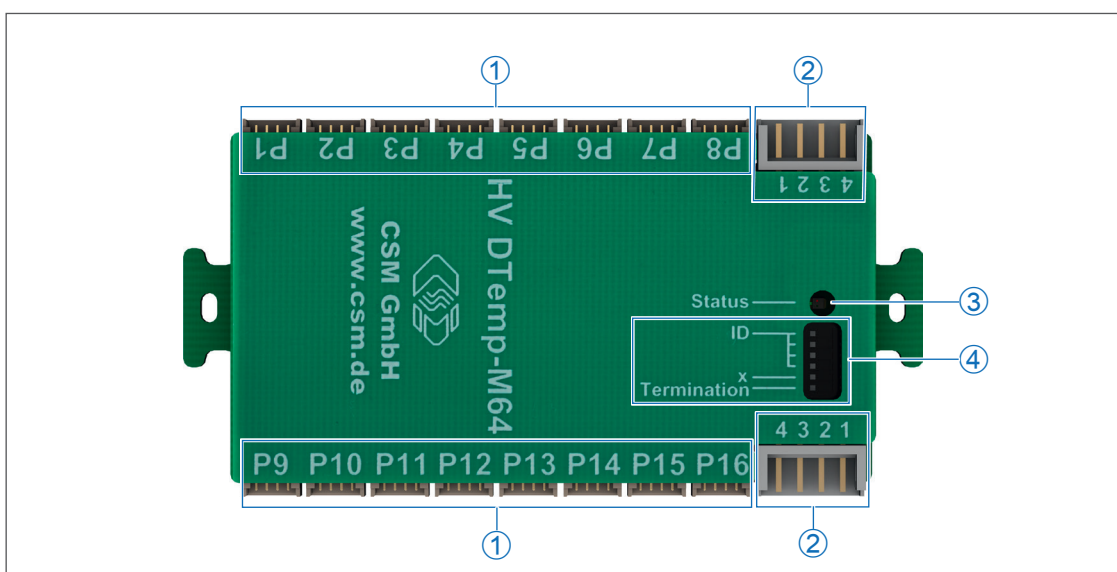 ① ②
P1 P2 P3 P4 P5 P6 P7 P8
1 2 3 4
HV DTemp-M64
CSM GmbH
www.csm.de
Status ③
ID ④
x
Termination
4 3 2 1
P9 P10 P11 P12 P13 P14 P15 P16
① ②